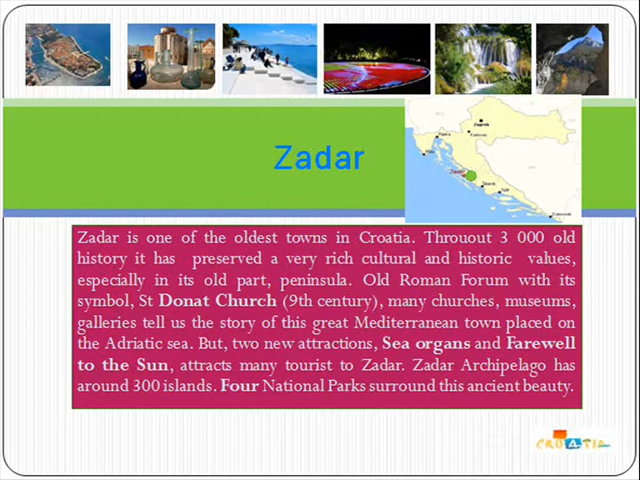 Zadar
Zagreb
Zadar
Zadar is one of the oldest towns in Croatia. Throuout 3 000 old
history it has preserved a very rich cultural and historic values,
especially in its old part, peninsula. Old Roman Forum with its
symbol, St Donat Church (9th century), many churches, museums,
galleries tell us the story of this great Mediterranean town placed on
the Adriatic sea. But, two new attractions, Sea organs and Farewell
to the Sun, attracts many tourist to Zadar. Zadar Archipelago has
around 300 islands. Four National Parks surround this ancient beauty.
CROATIA